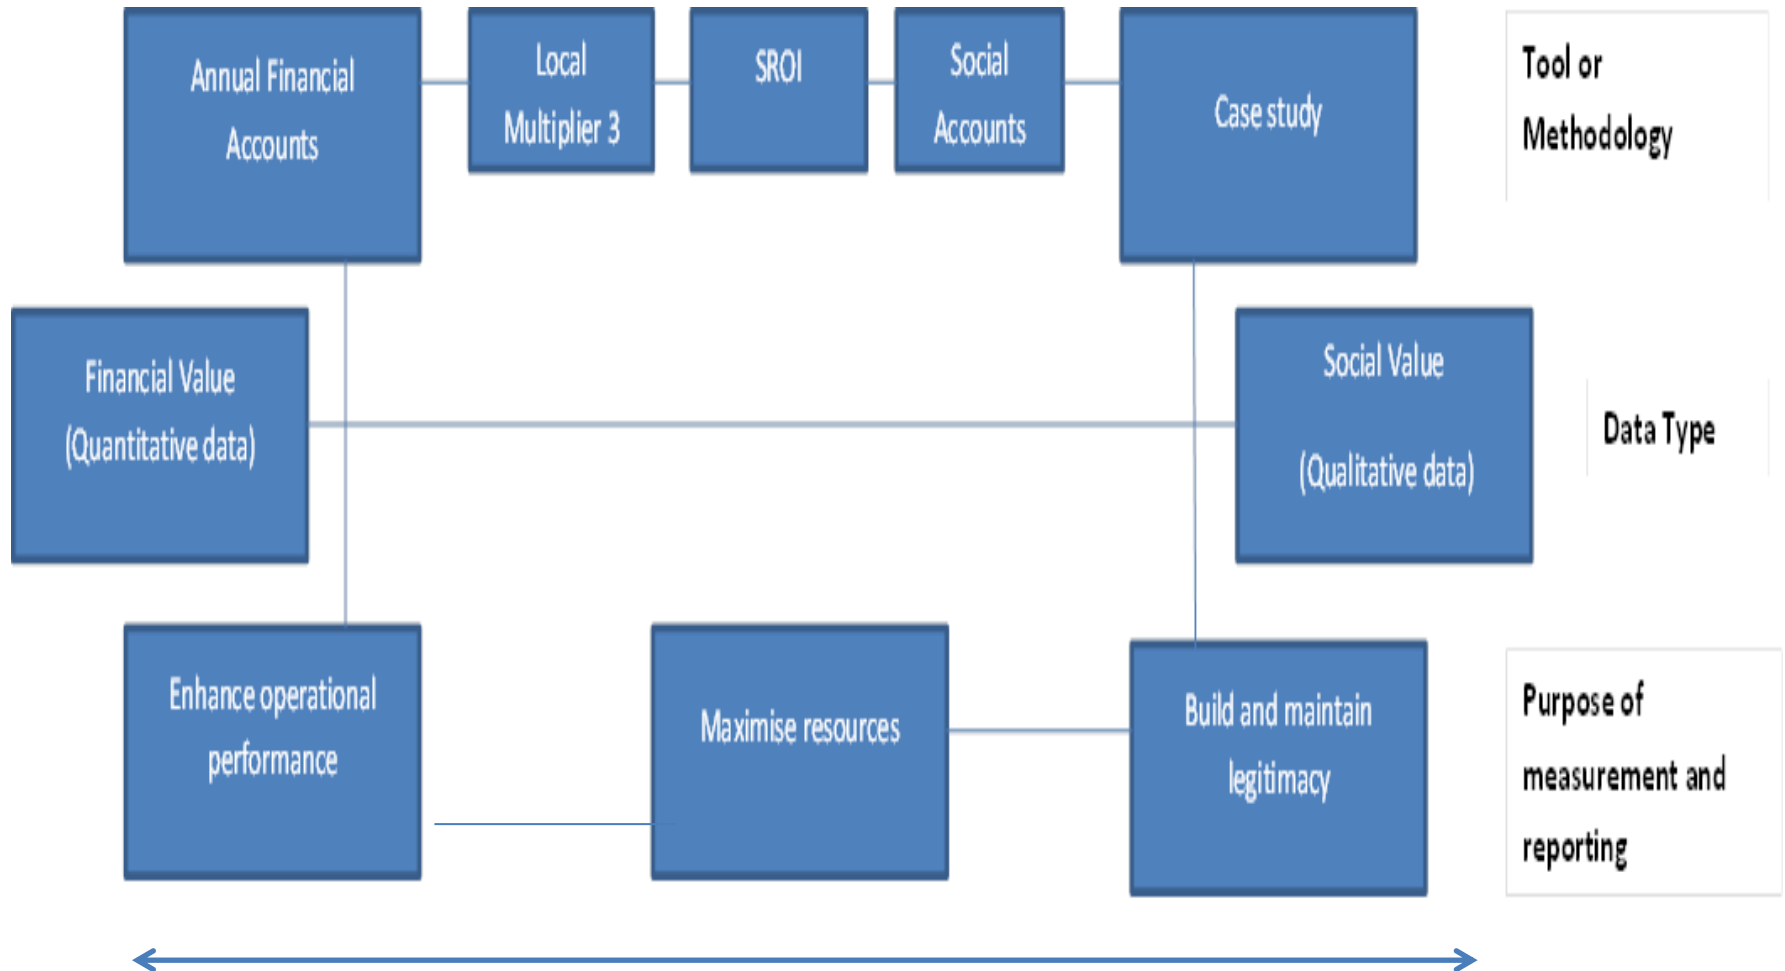 Annual Financial
Accounts
Local
Multiplier 3
SROI
Social
Accounts
Case study
Tool or
Methodology
Financial Value
(Quantitative data)
Social Value
(Qualitative data)
Data Type
Enhance operational
performance
Maximise resources
Build and maintain
legitimacy
Purpose of
measurement and
reporting